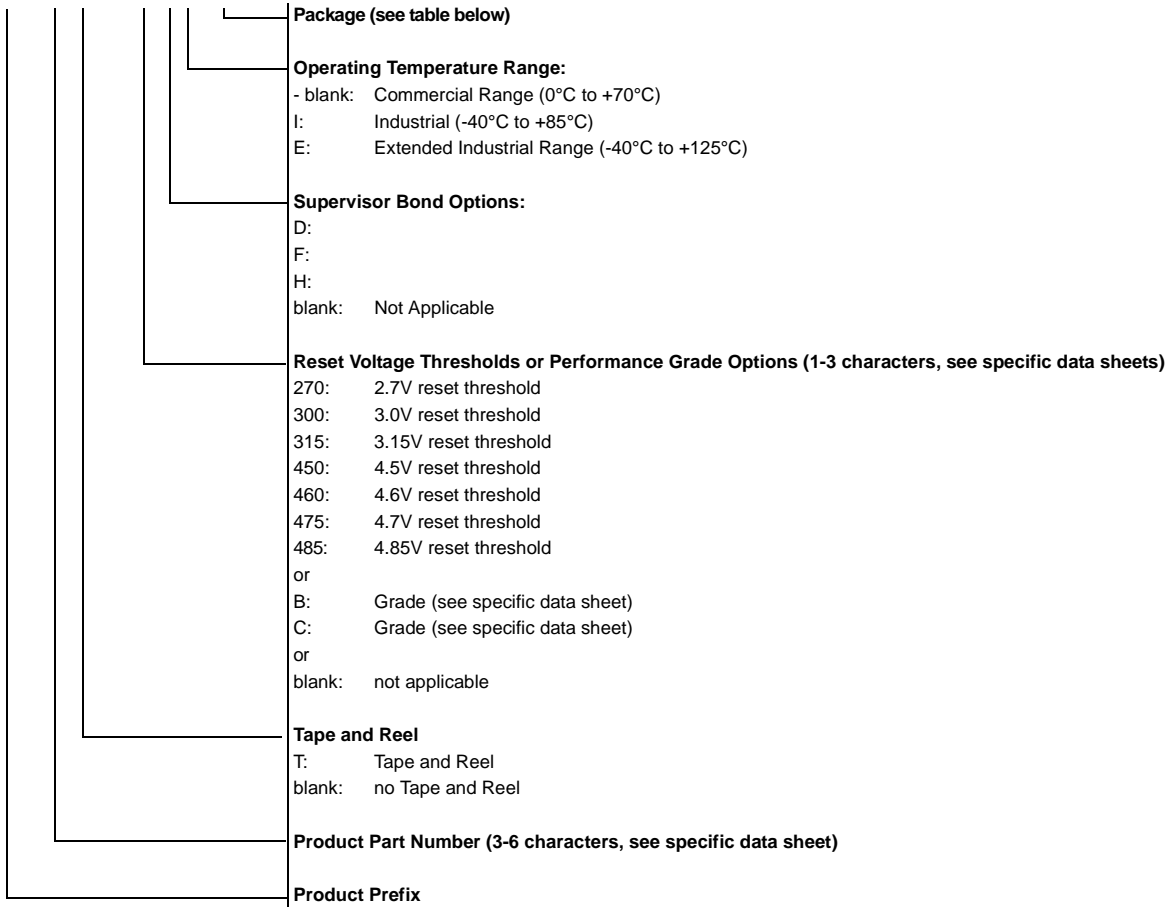 Package (see table below)
Operating Temperature Range:
- blank: Commercial Range (0°C to +70°C)
I: Industrial (-40°C to +85°C)
E: Extended Industrial Range (-40°C to +125°C)
Supervisor Bond Options:
D:
F:
H:
blank: Not Applicable
Reset Voltage Thresholds or Performance Grade Options (1-3 characters, see specific data sheets)
270: 2.7V reset threshold
300: 3.0V reset threshold
315: 3.15V reset threshold
450: 4.5V reset threshold
460: 4.6V reset threshold
475: 4.7V reset threshold
485: 4.85V reset threshold
or
B: Grade (see specific data sheet)
C: Grade (see specific data sheet)
or
blank: not applicable
Tape and Reel
T: Tape and Reel
blank: no Tape and Reel
Product Part Number (3-6 characters, see specific data sheet)
Product Prefix